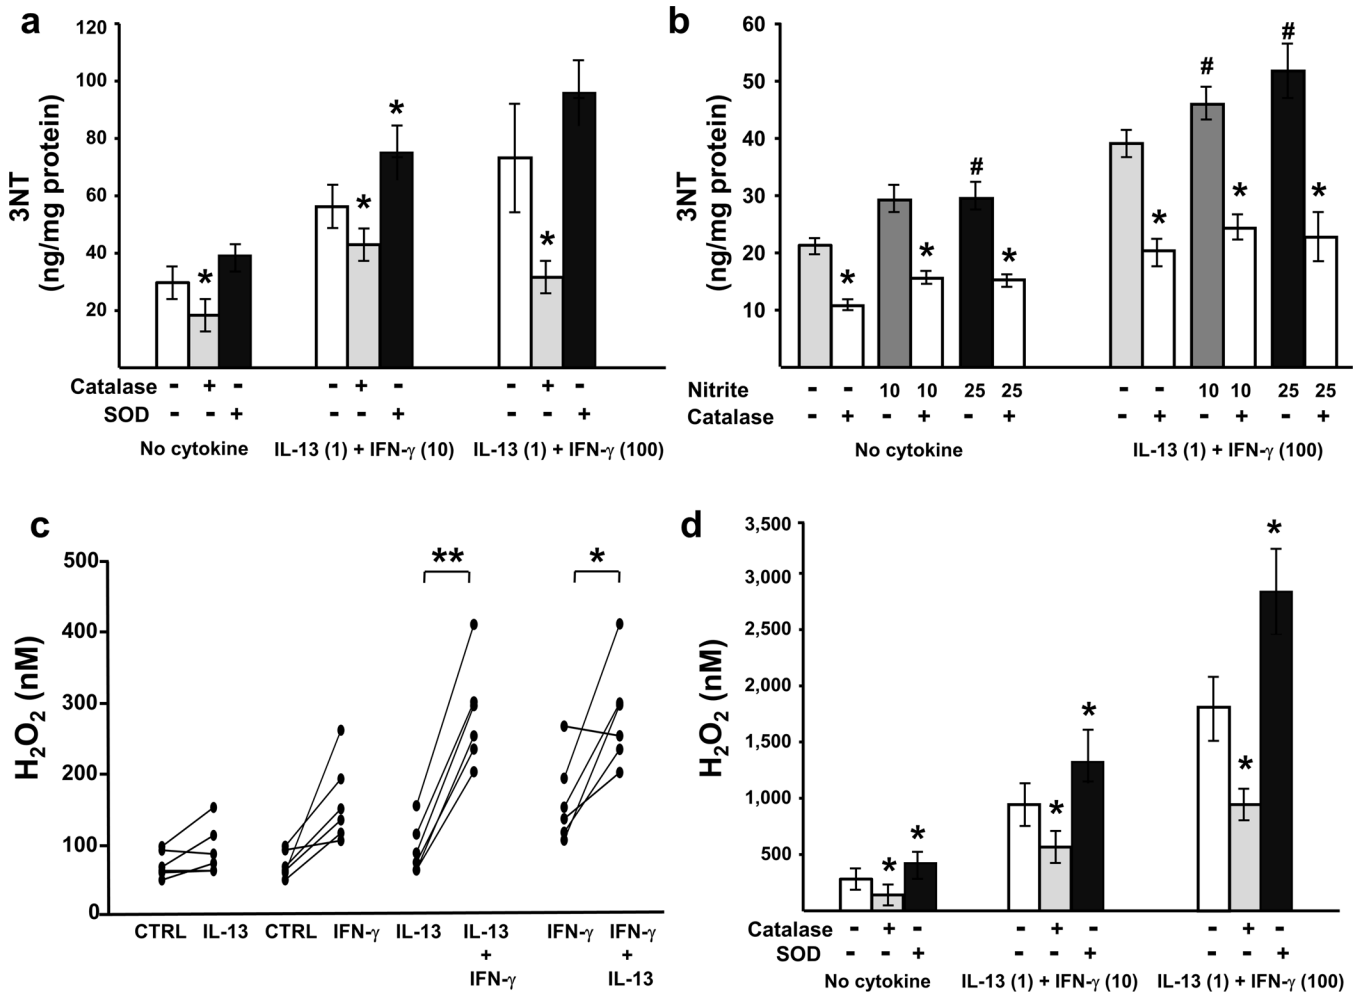 a
120
100
80
60
40
20
3NT
(ng/mg protein)
* * * *
Catalase - + - - + - - + -
SOD - - + - - + - - +
No cytokine IL-13 (1) + IFN-γ (10) IL-13 (1) + IFN-γ (100)
b
60
50
40
30
20
10
3NT
(ng/mg protein)
* * # * * # * # *
Nitrite - - 10 10 25 25 - - 10 10 25 25
Catalase - + - + - + - + - + - +
No cytokine IL-13 (1) + IFN-γ (100)
c
500
400
300
200
100
0
H₂O₂ (nM)
** *
CTRL IL-13 CTRL IFN-γ IL-13 IL-13 IFN-γ IFN-γ
+ +
IFN-γ IL-13
d
3,500
3,000
2,500
2,000
1,500
1,000
500
H₂O₂ (nM)
* * * * * *
Catalase - + - - + - - + -
SOD - - + - - + - - +
No cytokine IL-13 (1) + IFN-γ (10) IL-13 (1) + IFN-γ (100)